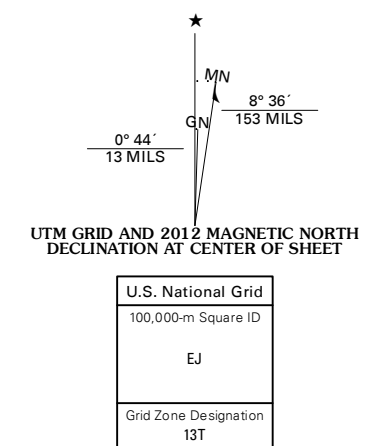 ★
MN
8° 36´
153 MILS
GN
0° 44´
13 MILS
UTM GRID AND 2012 MAGNETIC NORTH
DECLINATION AT CENTER OF SHEET
U.S. National Grid
100,000-m Square ID
EJ
Grid Zone Designation
13T